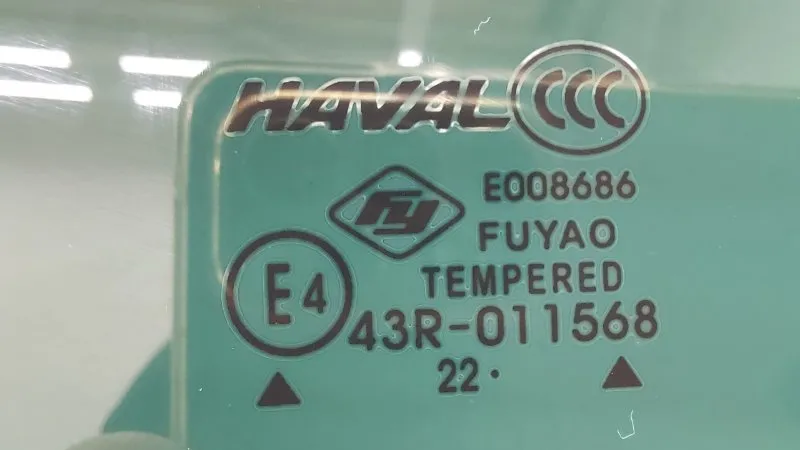 HAVAL CCC
fy E008686
FUYAO
TEMPERED
E4 43R-011568
22·